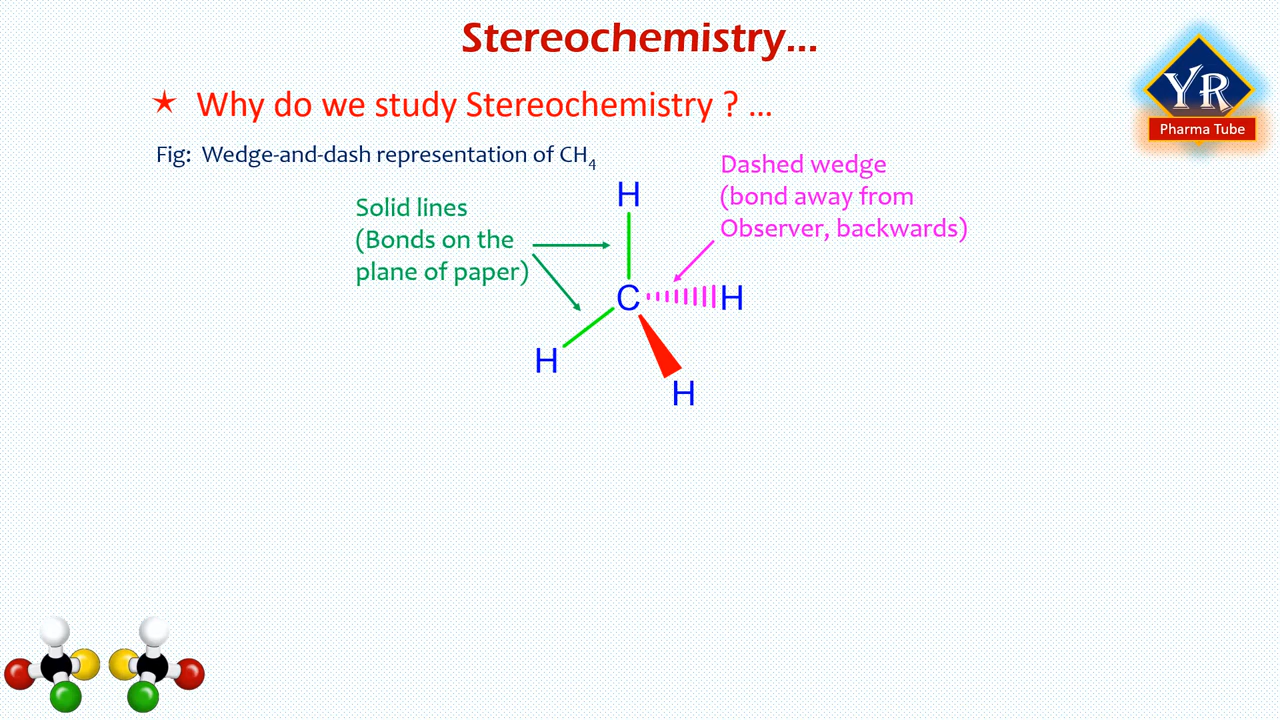 Stereochemistry...
Why do we study Stereochemistry ? ...
YR
Pharma Tube
Fig: Wedge-and-dash representation of CH₄
Solid lines
(Bonds on the
plane of paper)
Dashed wedge
(bond away from
Observer, backwards)
H
C
H
H
H